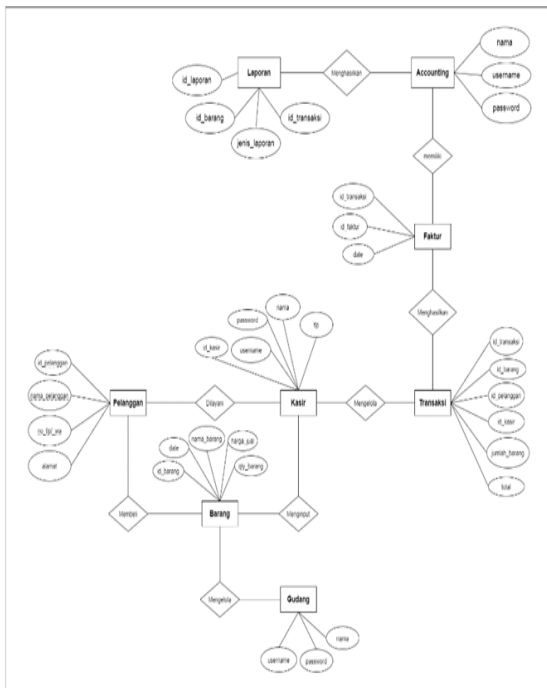 nama
Laporan
Menghasilkan
Accounting
id_laporan
username
id_barang
id_transaksi
password
jenis_laporan
memiliki
id_transaksi
id_faktur
Faktur
date
nama
password
tlp
Menghasilkan
id_kasir
username
id_transaksi
id_pelanggan
id_barang
nama_pelanggan
Pelanggan
Dilayani
Kasir
Mengelola
Transaksi
id_pelanggan
id_kasir
no_tlp/_wa
nama_barang
harga_jual
date
jumlah_barang
alamat
id_barang
qty_barang
total
Membeli
Barang
Menginput
Mengelola
Gudang
nama
username
password